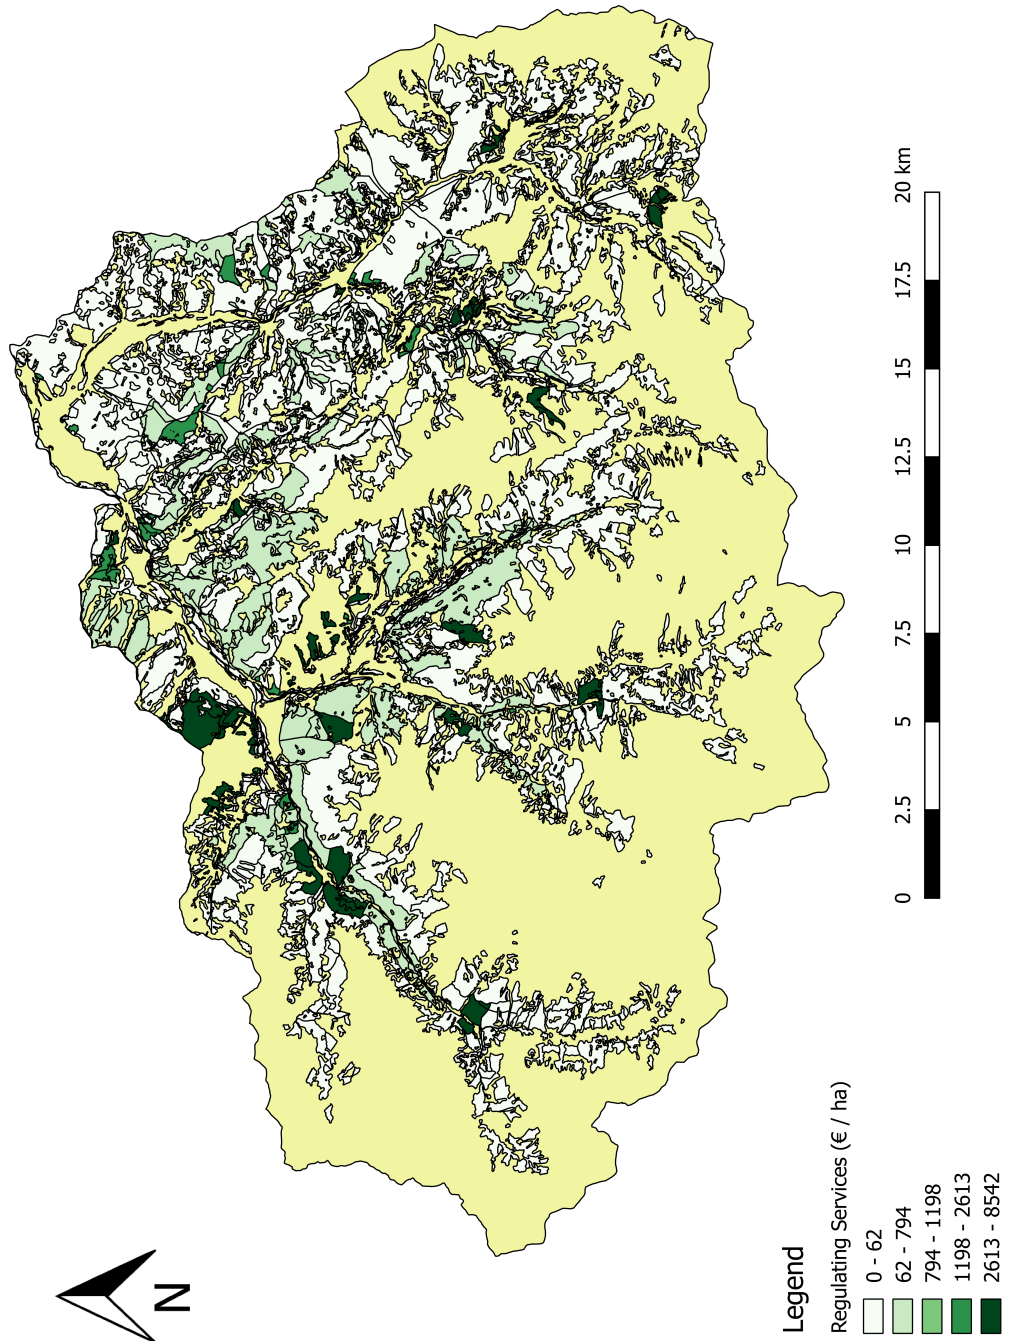 N
Legend
Regulating Services (€ / ha)
0 - 62
62 - 794
794 - 1198
1198 - 2613
2613 - 8542
0 2.5 5 7.5 10 12.5 15 17.5 20 km